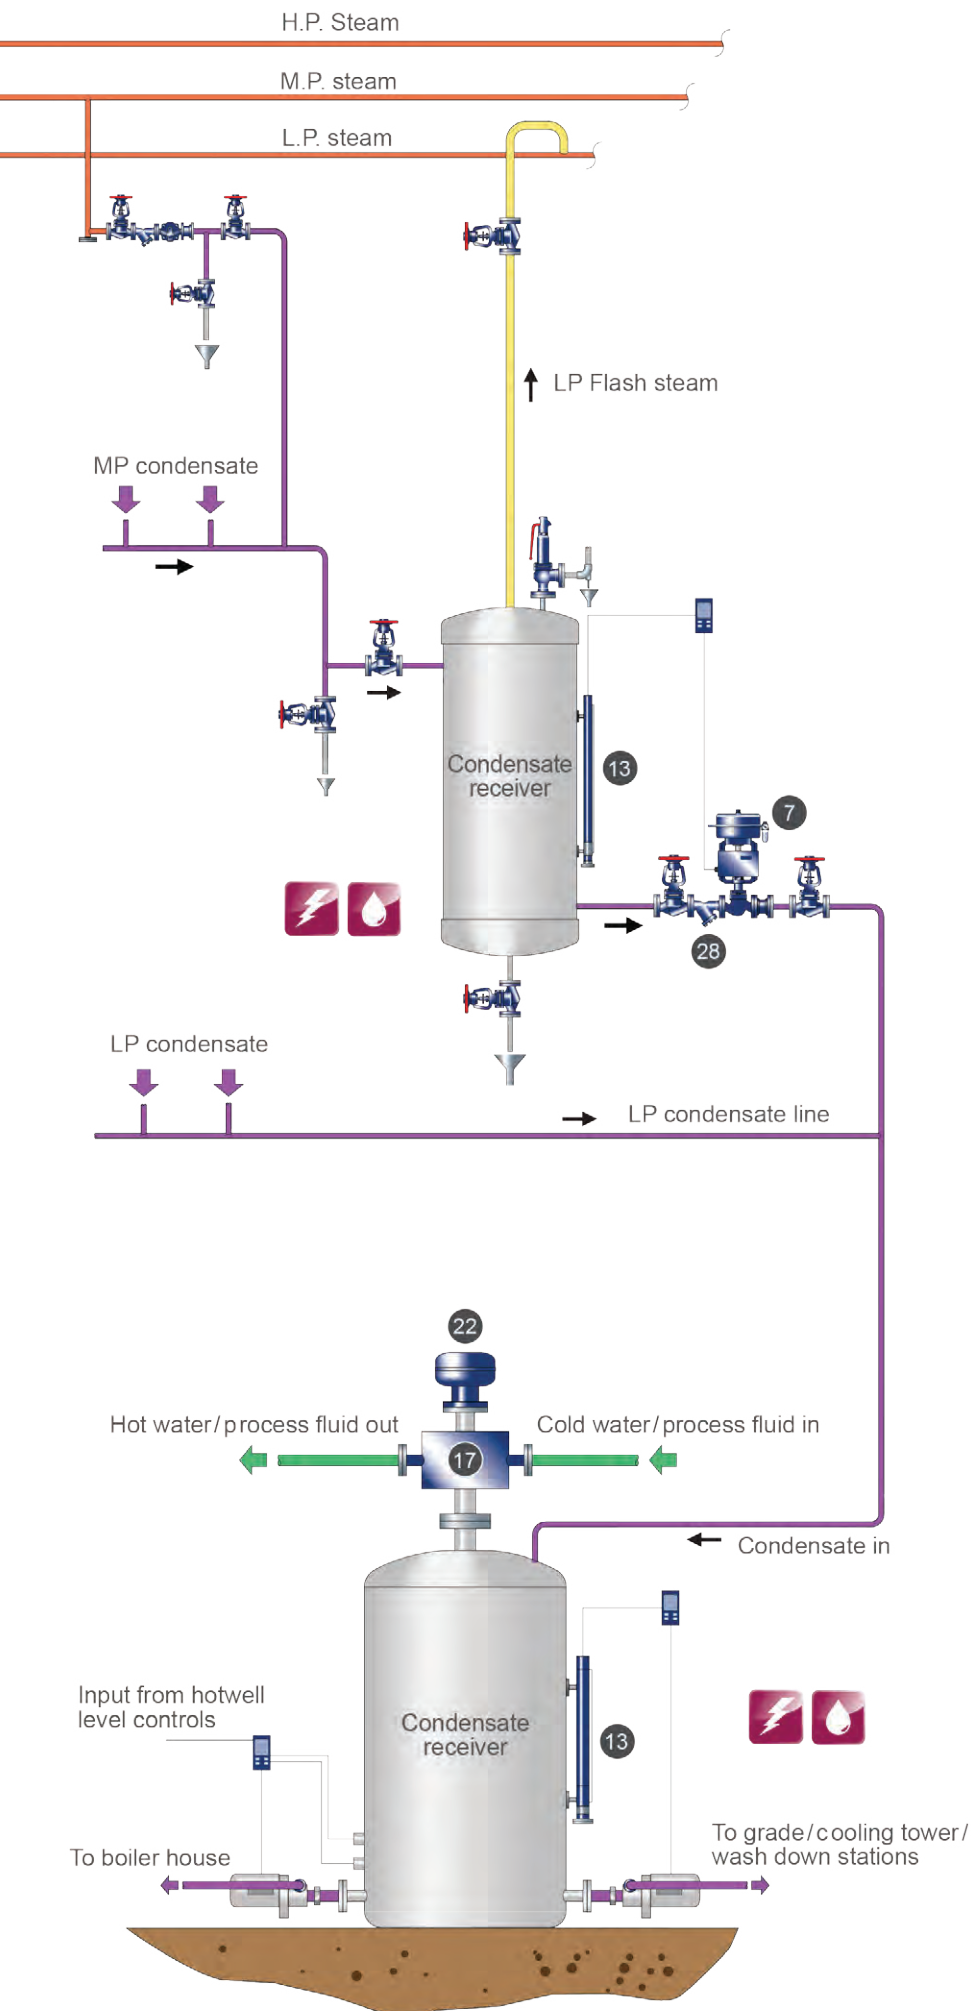 H.P. Steam
M.P. steam
L.P. steam
LP Flash steam
MP condensate
Condensate
receiver
13
7
28
LP condensate
LP condensate line
22
Hot water/process fluid out
Cold water/process fluid in
17
Condensate in
Input from hotwell
level controls
Condensate
receiver
13
To boiler house
To grade/cooling tower/
wash down stations